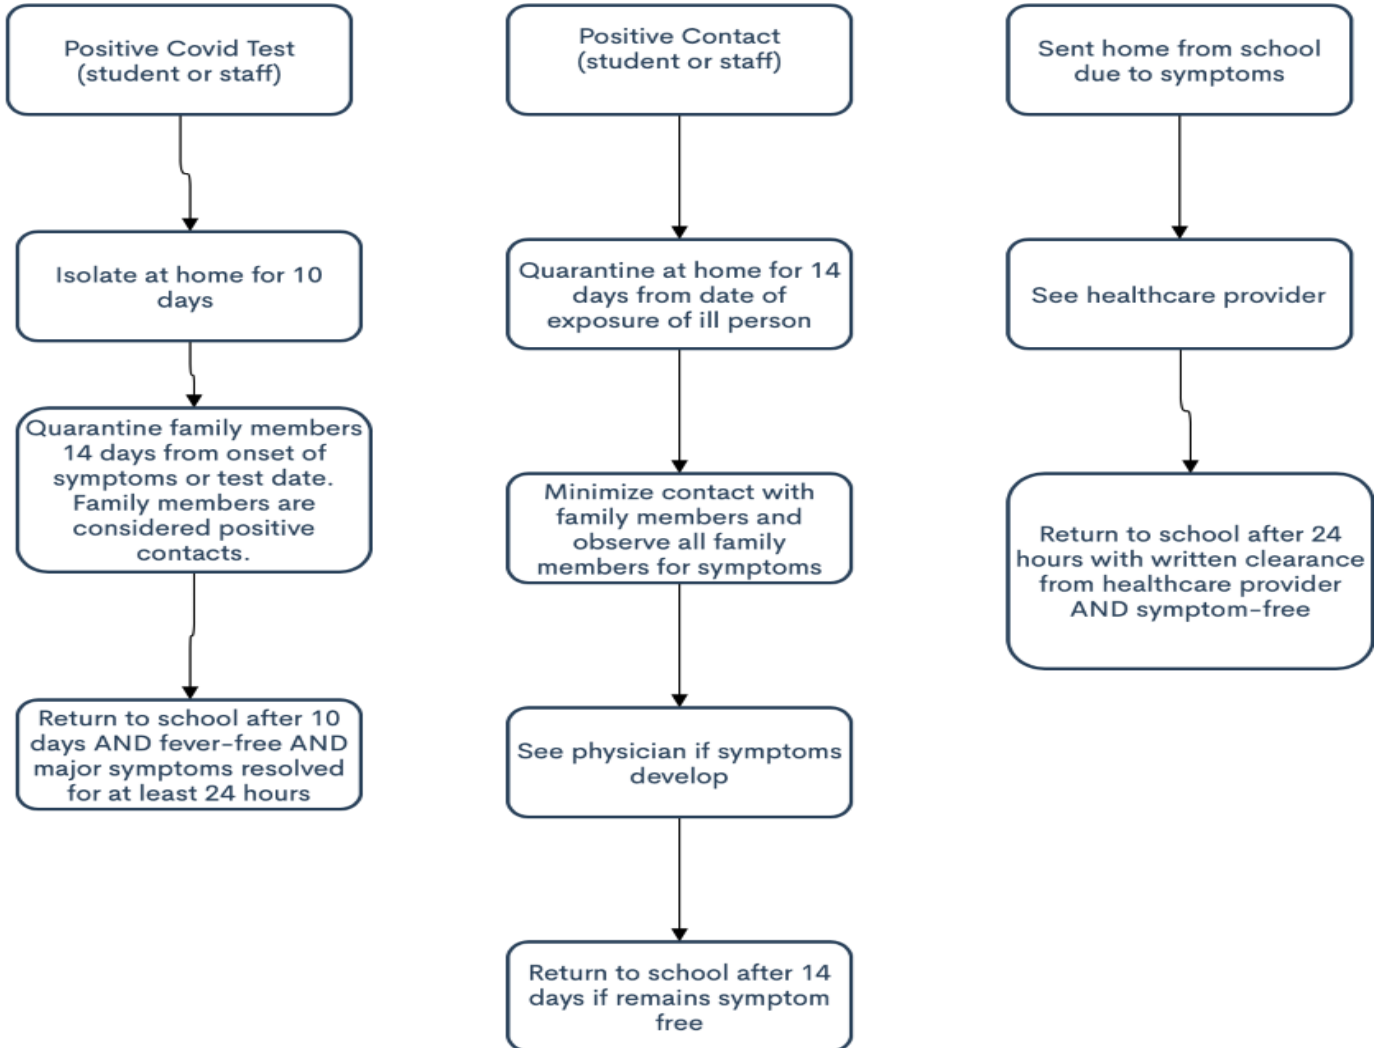 Positive Covid Test
(student or staff)
Isolate at home for 10
days
Quarantine family members
14 days from onset of
symptoms or test date.
Family members are
considered positive
contacts.
Return to school after 10
days AND fever-free AND
major symptoms resolved
for at least 24 hours
Positive Contact
(student or staff)
Quarantine at home for 14
days from date of
exposure of ill person
Minimize contact with
family members and
observe all family
members for symptoms
See physician if symptoms
develop
Return to school after 14
days if remains symptom
free
Sent home from school
due to symptoms
See healthcare provider
Return to school after 24
hours with written clearance
from healthcare provider
AND symptom-free